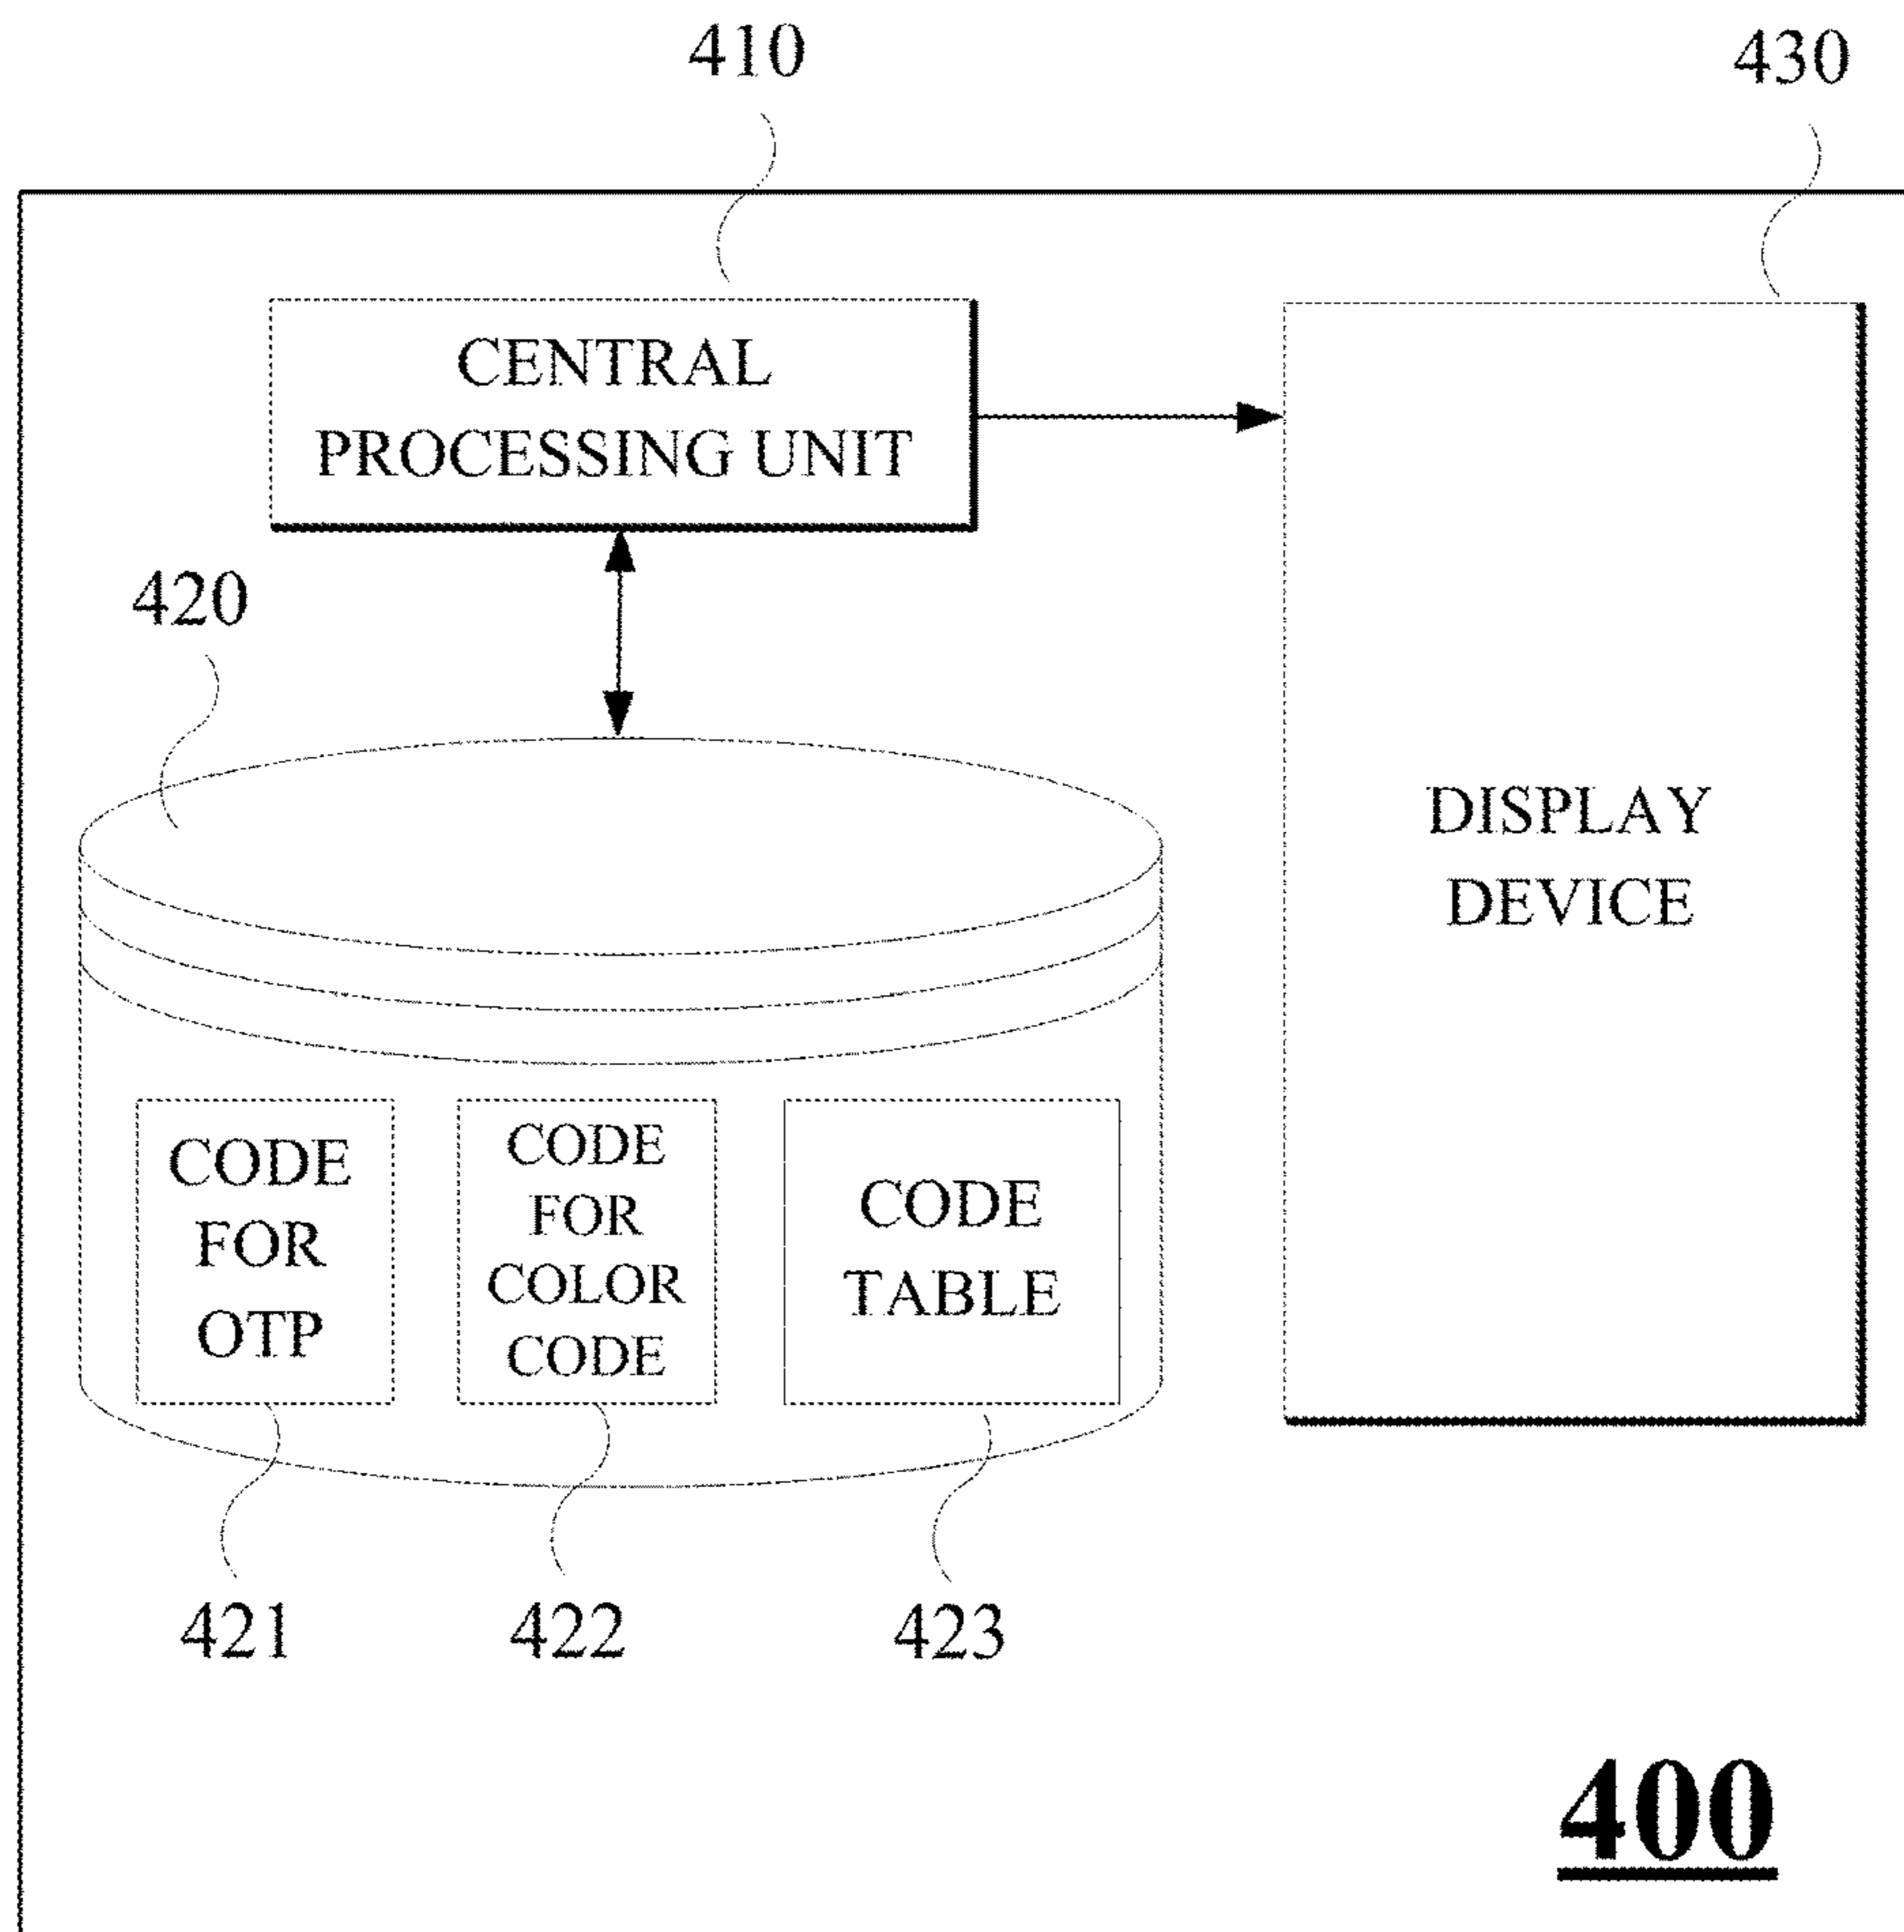 410
430
CENTRAL
PROCESSING UNIT
420
DISPLAY
DEVICE
CODE
FOR
OTP
CODE
FOR
COLOR
CODE
CODE
TABLE
421
422
423
400